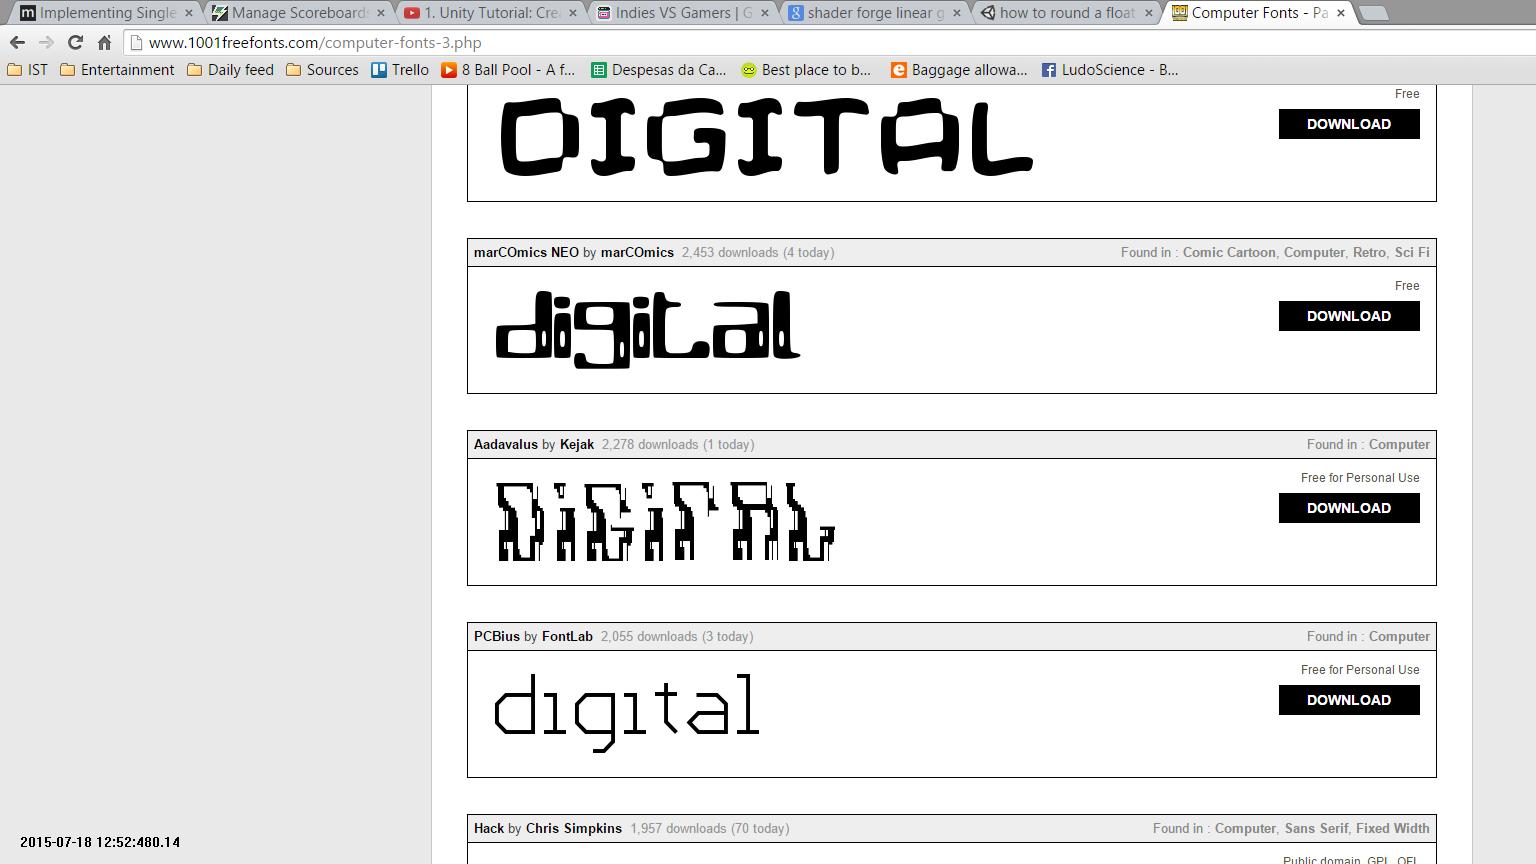 Implementing Single
Manage Scoreboards
1. Unity Tutorial: Cre
Indies VS Gamers | G
shader forge linear g
how to round a float
Computer Fonts - Pa
www.1001freefonts.com/computer-fonts-3.php
IST
Entertainment
Daily feed
Sources
Trello
8 Ball Pool - A f...
Despesas da Ca...
Best place to b...
Baggage allowa...
LudoScience - B...
Free
DIGITAL
DOWNLOAD
marCOmics NEO by marCOmics 2,453 downloads (4 today)
Found in : Comic Cartoon, Computer, Retro, Sci Fi
Free
digital
DOWNLOAD
Aadavalus by Kejak 2,278 downloads (1 today)
Found in : Computer
Free for Personal Use
DiGiTAL
DOWNLOAD
PCBius by FontLab 2,055 downloads (3 today)
Found in : Computer
Free for Personal Use
digital
DOWNLOAD
Hack by Chris Simpkins 1,957 downloads (70 today)
Found in : Computer, Sans Serif, Fixed Width
Public domain, GPL, OFL
2015-07-18 12:52:480.14